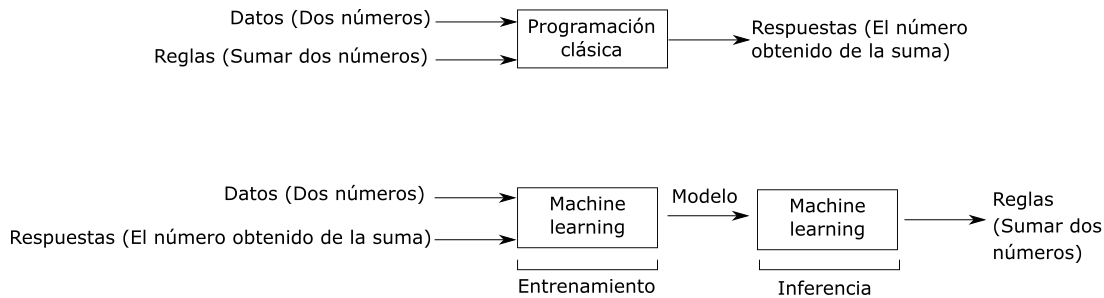 Datos (Dos números)
Reglas (Sumar dos números)
Programación
clásica
Respuestas (El número
obtenido de la suma)
Datos (Dos números)
Respuestas (El número obtenido de la suma)
Machine
learning
Entrenamiento
Modelo
Machine
learning
Inferencia
Reglas
(Sumar dos
números)